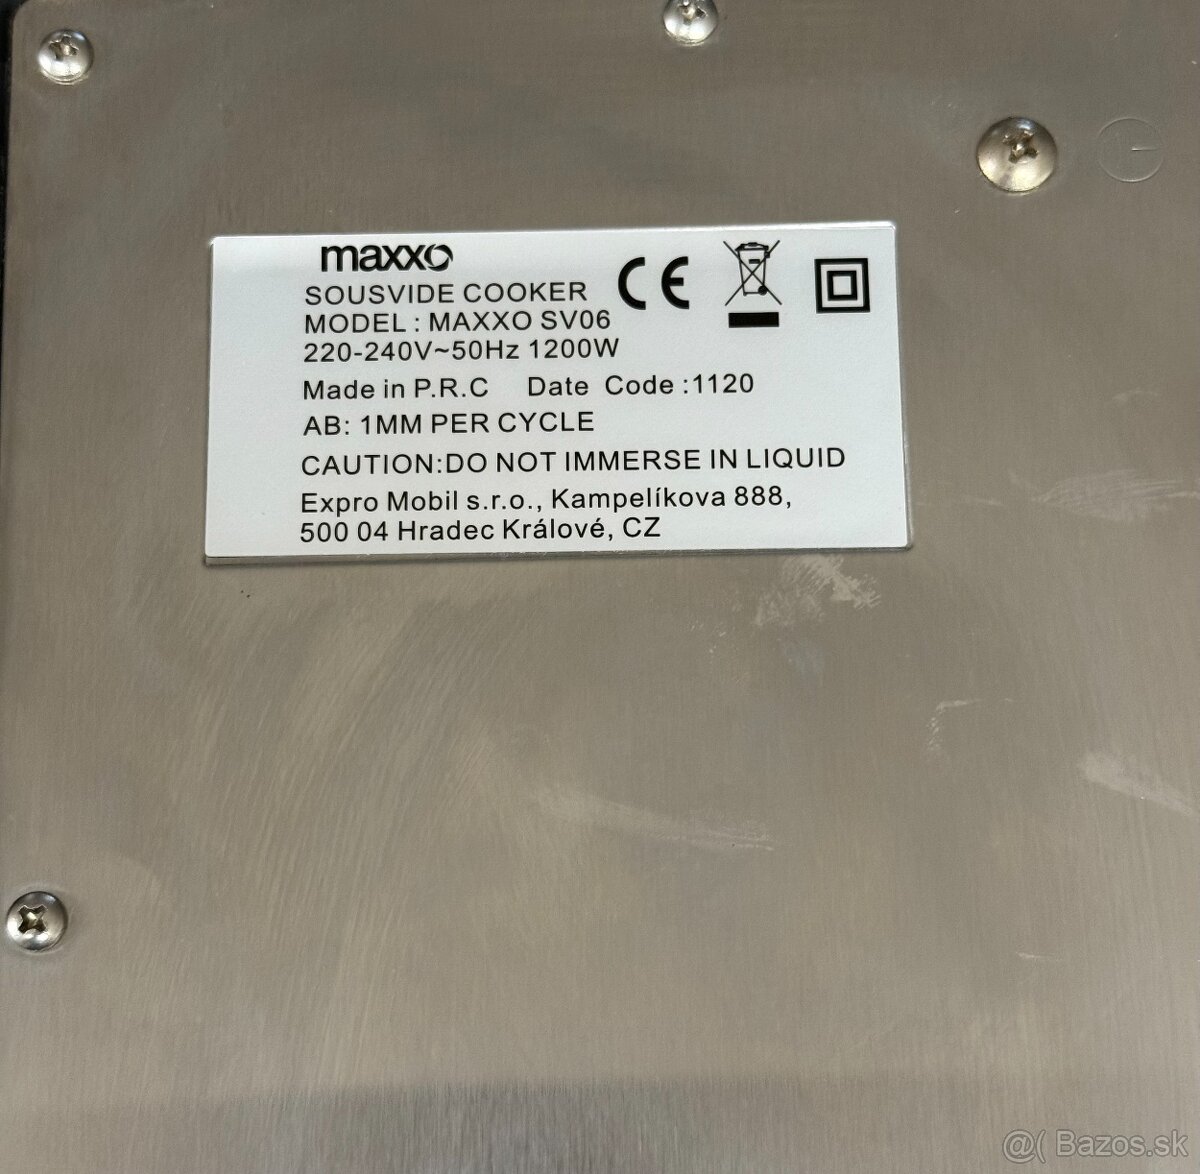 maxxo
SOUSVIDE COOKER
MODEL : MAXXO SV06
220-240V~50Hz 1200W
CE
Made in P.R.C Date Code :1120
AB: 1MM PER CYCLE
CAUTION:DO NOT IMMERSE IN LIQUID
Expro Mobil s.r.o., Kampelíkova 888,
500 04 Hradec Králové, CZ
@( Bazos.sk